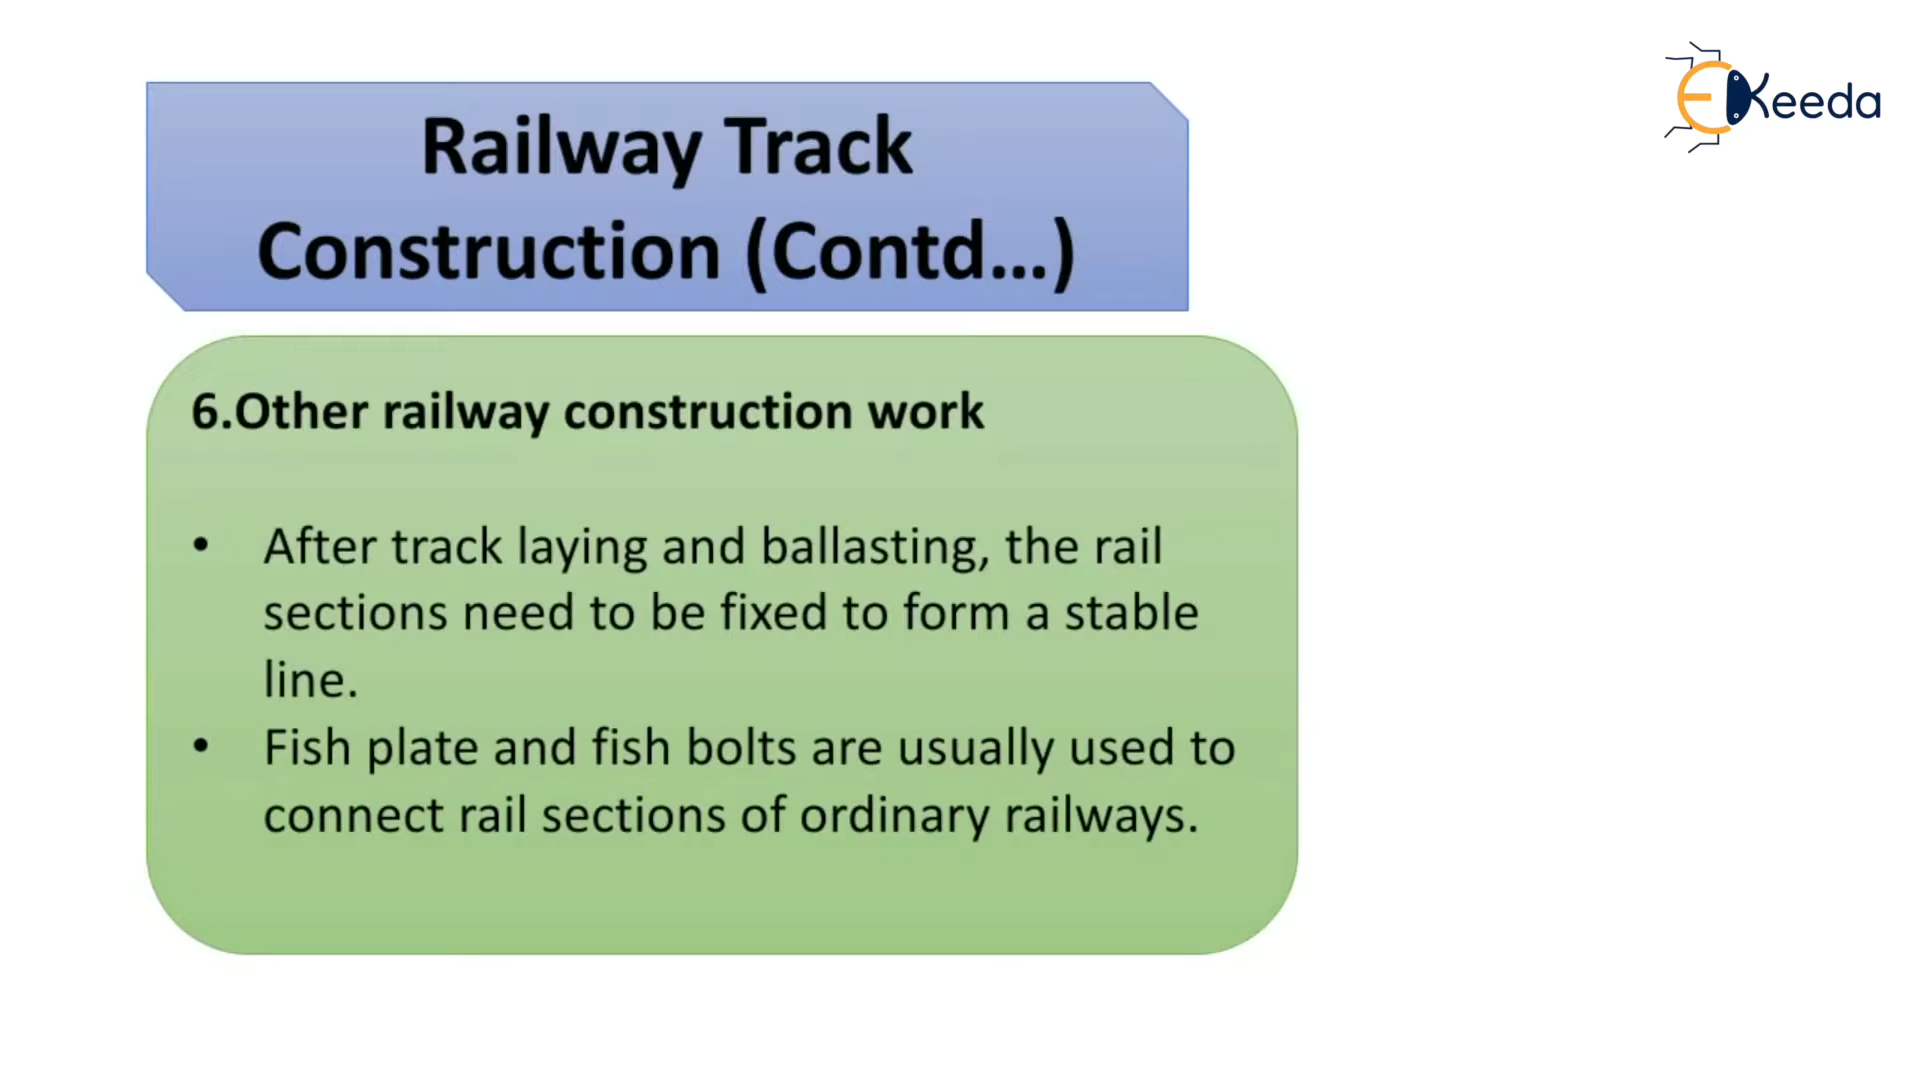 EKeeda
Railway Track
Construction (Contd...)
6.Other railway construction work
• After track laying and ballasting, the rail
sections need to be fixed to form a stable
line.
• Fish plate and fish bolts are usually used to
connect rail sections of ordinary railways.